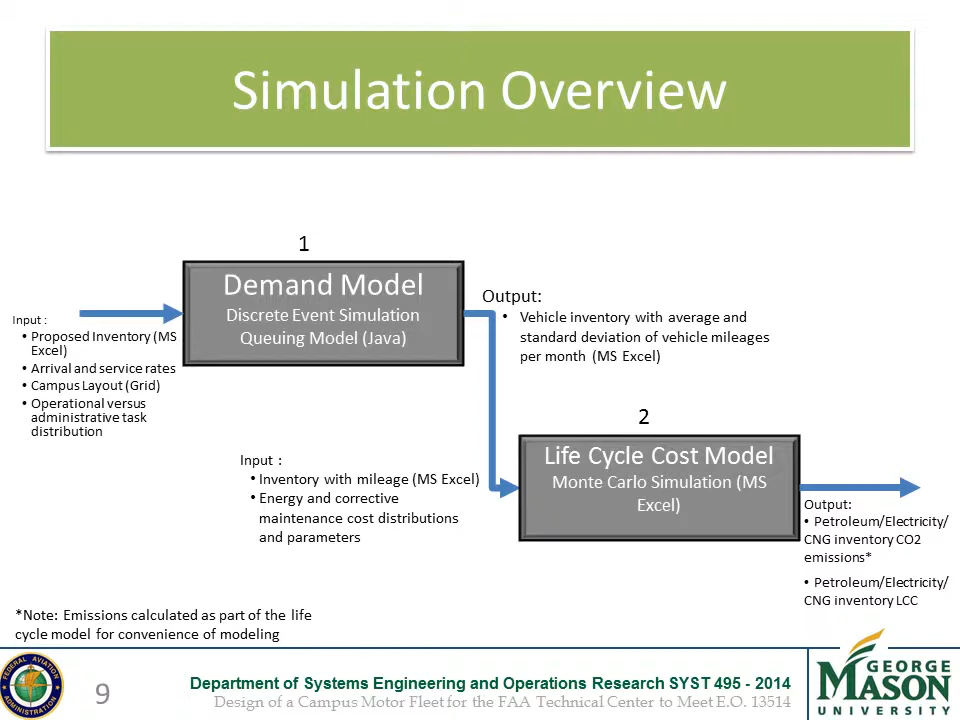 Simulation Overview
1
Demand Model
Discrete Event Simulation
Queuing Model (Java)
Input :
• Proposed Inventory (MS
Excel)
• Arrival and service rates
• Campus Layout (Grid)
• Operational versus
administrative task
distribution
Output:
• Vehicle inventory with average and
standard deviation of vehicle mileages
per month (MS Excel)
2
Life Cycle Cost Model
Monte Carlo Simulation (MS
Excel)
Input :
• Inventory with mileage (MS Excel)
• Energy and corrective
maintenance cost distributions
and parameters
Output:
• Petroleum/Electricity/
CNG inventory CO2
emissions*
• Petroleum/Electricity/
CNG inventory LCC
*Note: Emissions calculated as part of the life
cycle model for convenience of modeling
FEDERAL AVIATION
ADMINISTRATION
9
Department of Systems Engineering and Operations Research SYST 495 - 2014
Design of a Campus Motor Fleet for the FAA Technical Center to Meet E.O. 13514
GEORGE
MASON
UNIVERSITY